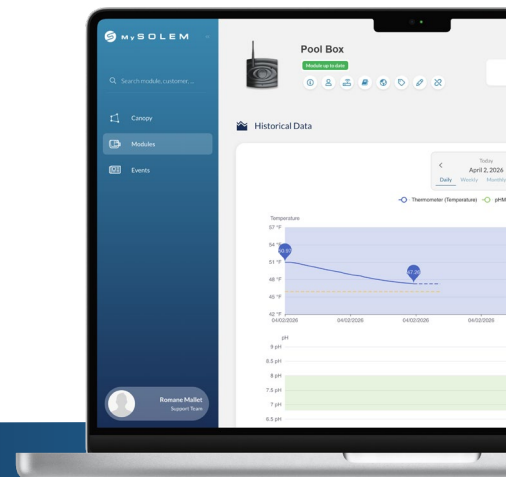 MySOLEM
Search module, customer, ...
Canopy
Modules
Events
Romane Mallet
Support Team
Pool Box
Module up to date
Historical Data
Today
April 2, 2026
Daily Weekly Monthly
Thermometer (Temperature) pHM
Temperature
57 °F
54 °F
51 °F
48 °F
45 °F
42 °F
47.26
04/02/2026 04/02/2026 04/02/2026 04/02/2026
pH
9 pH
8.5 pH
8 pH
7.5 pH
7 pH
6.5 pH